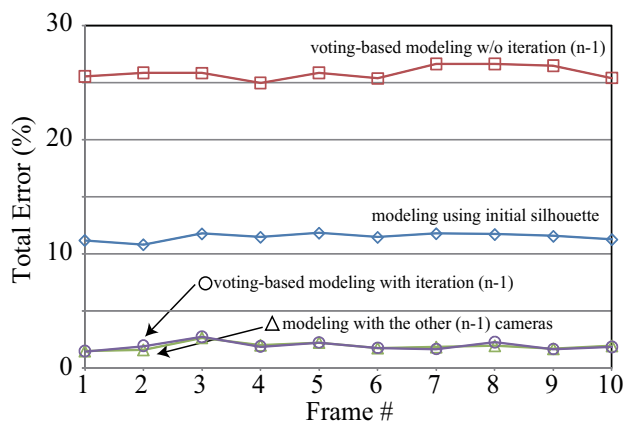 30
voting-based modeling w/o iteration (n-1)
20
Total Error (%)
modeling using initial silhouette
10
voting-based modeling with iteration (n-1)
modeling with the other (n-1) cameras
0
1 2 3 4 5 6 7 8 9 10
Frame #